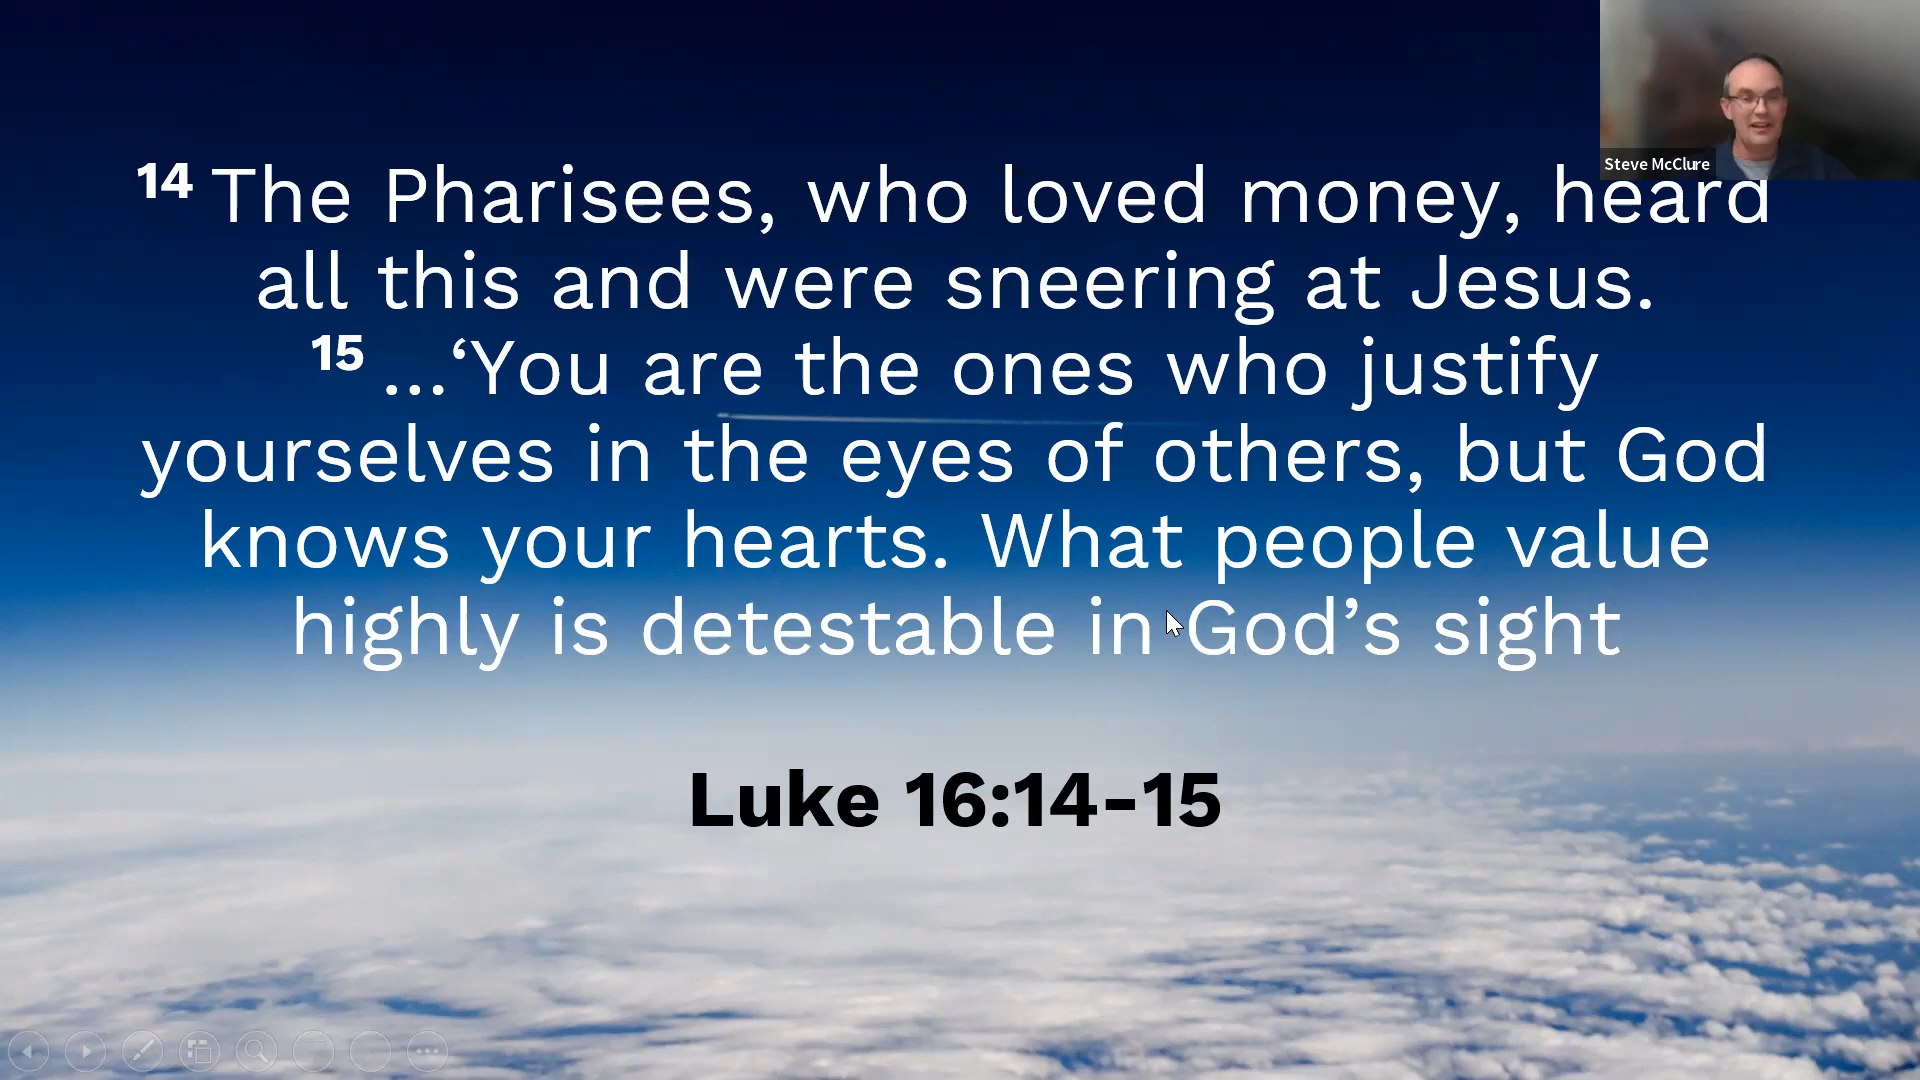 Steve McClure
14 The Pharisees, who loved money, heard
all this and were sneering at Jesus.
15 ...‘You are the ones who justify
yourselves in the eyes of others, but God
knows your hearts. What people value
highly is detestable in God’s sight
Luke 16:14-15